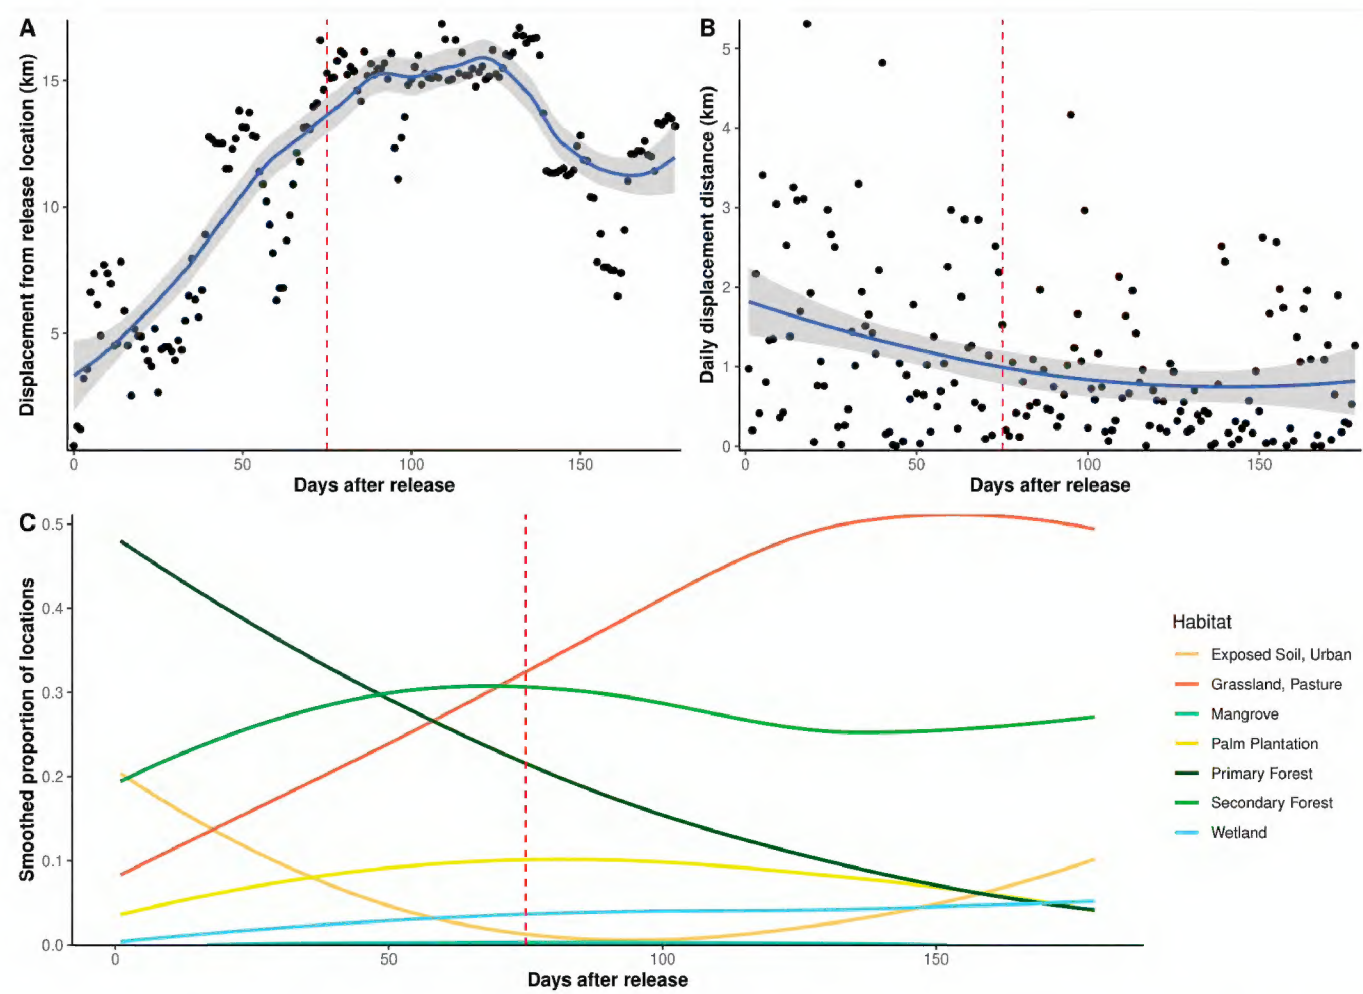 A
Displacement from release location (km)
15
10
5
0
50
100
150
Days after release
B
Daily displacement distance (km)
5
4
3
2
1
0
0
50
100
150
Days after release
C
Smoothed proportion of locations
0.5
0.4
0.3
0.2
0.1
0.0
0
50
100
150
Days after release
Habitat
Exposed Soil, Urban
Grassland, Pasture
Mangrove
Palm Plantation
Primary Forest
Secondary Forest
Wetland